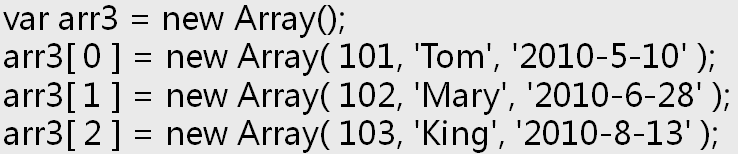 var arr3 = new Array();
arr3[ 0 ] = new Array( 101, 'Tom', '2010-5-10' );
arr3[ 1 ] = new Array( 102, 'Mary', '2010-6-28' );
arr3[ 2 ] = new Array( 103, 'King', '2010-8-13' );